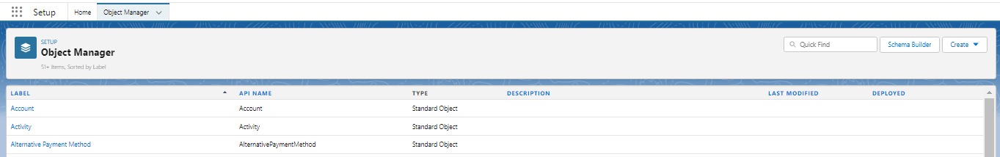 Setup Home Object Manager
SETUP
Object Manager
51+ Items, Sorted by Label
Quick Find Schema Builder Create
LABEL API NAME TYPE DESCRIPTION LAST MODIFIED DEPLOYED
Account Account Standard Object
Activity Activity Standard Object
Alternative Payment Method AlternativePaymentMethod Standard Object